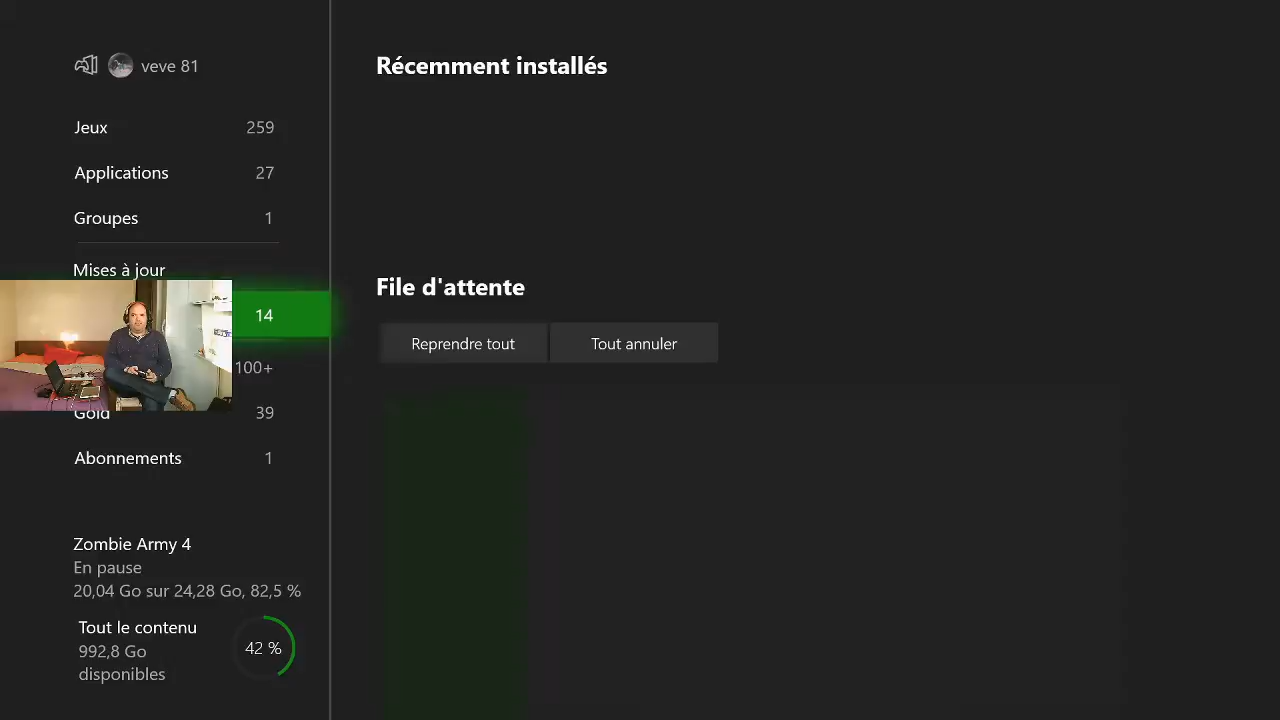 veve 81
Jeux 259
Applications 27
Groupes 1
Mises à jour
14
100+
Gold 39
Abonnements 1
Zombie Army 4
En pause
20,04 Go sur 24,28 Go, 82,5 %
Tout le contenu
992,8 Go
disponibles
42 %
Récemment installés
File d'attente
Reprendre tout
Tout annuler